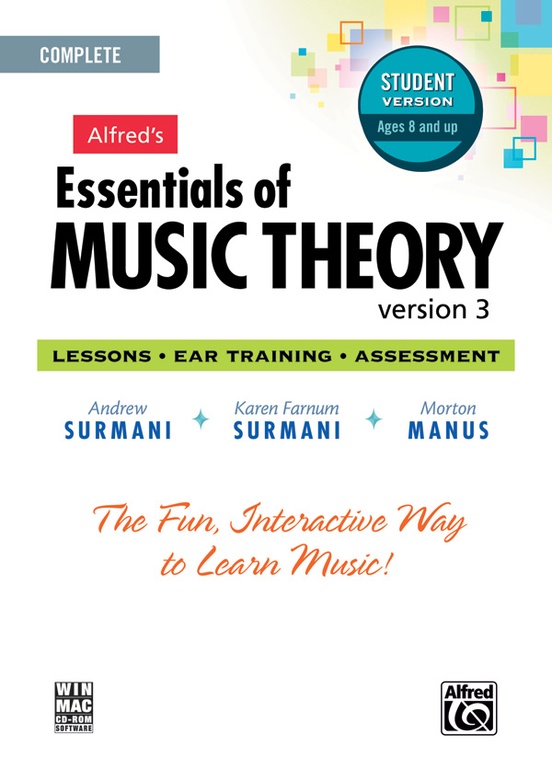 COMPLETE
STUDENT
VERSION
Ages 8 and up
Alfred's
Essentials of
MUSIC THEORY
version 3
LESSONS • EAR TRAINING • ASSESSMENT
Andrew
SURMANI
Karen Farnum
SURMANI
Morton
MANUS
The Fun, Interactive Way
to Learn Music!
WIN
MAC
CD-ROM
SOFTWARE
Alfred